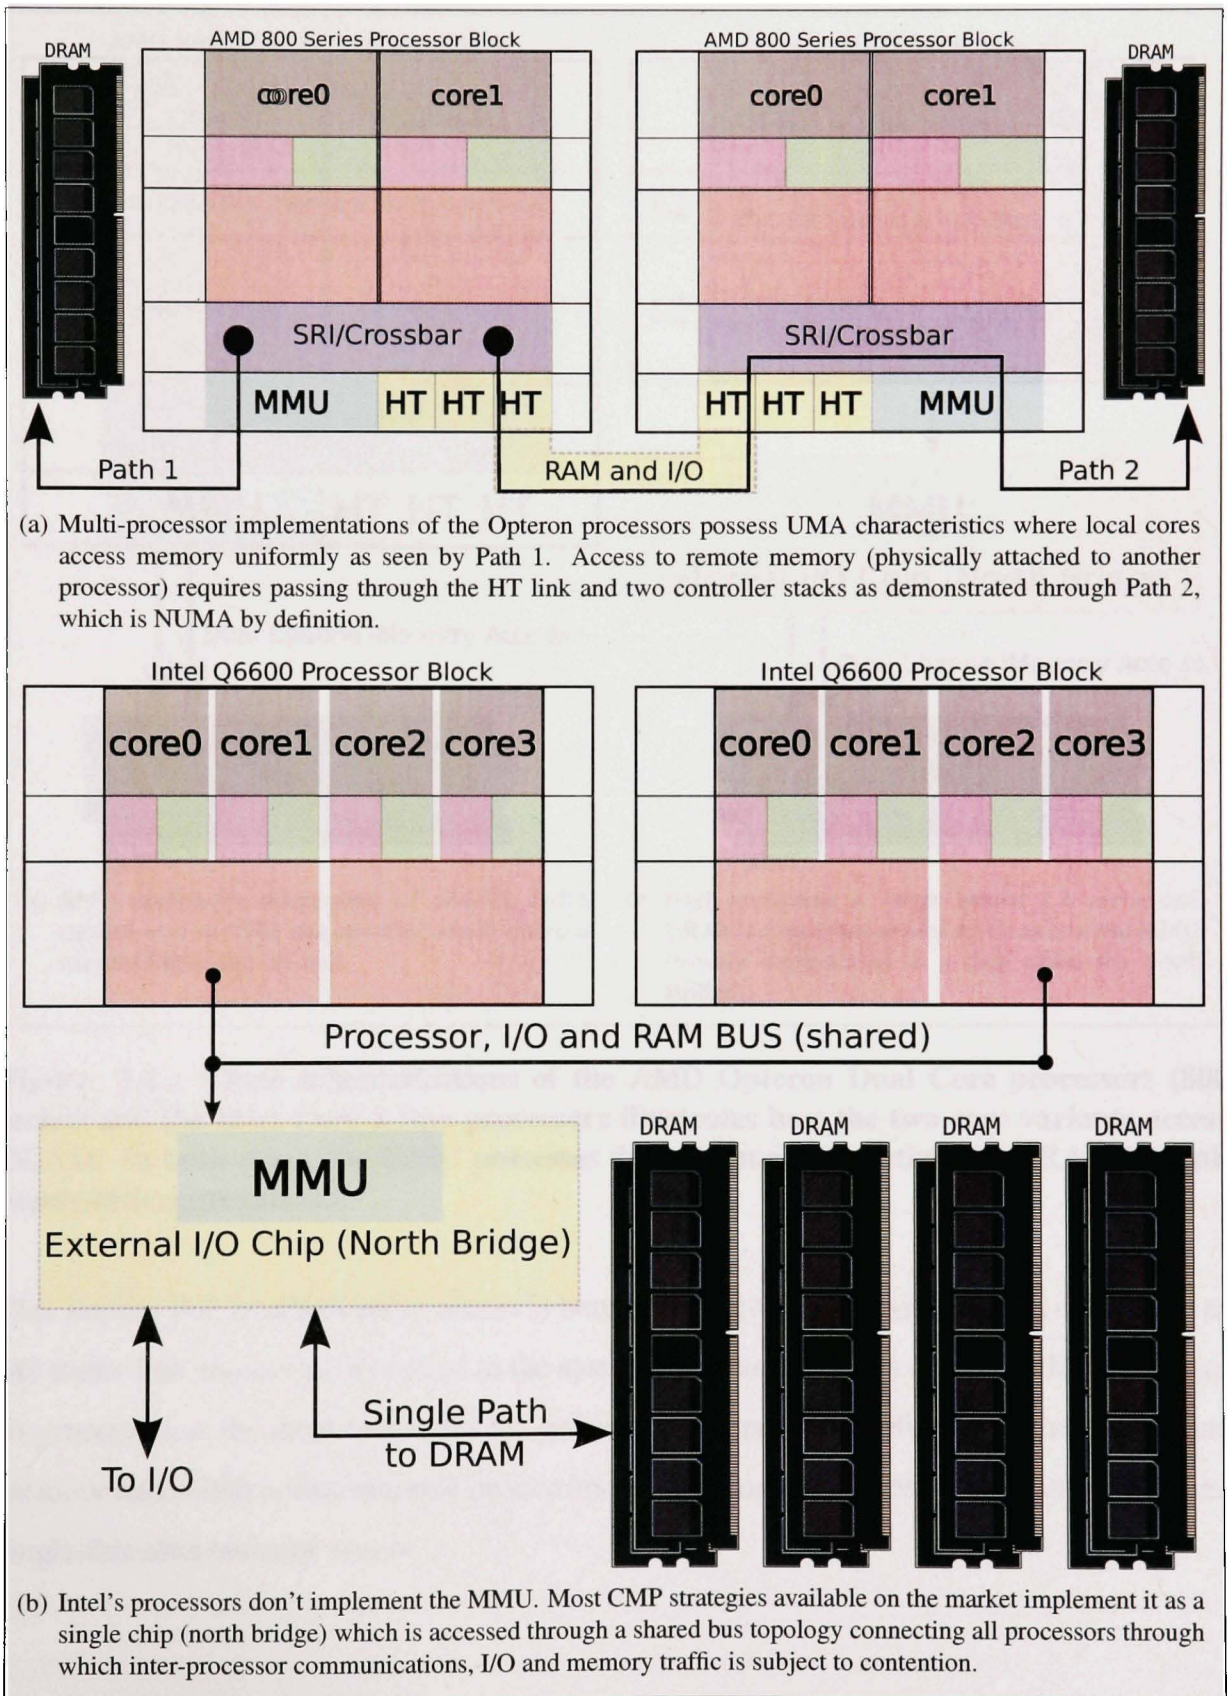 AMD 800 Series Processor Block
AMD 800 Series Processor Block
DRAM
DRAM
core0
core1
core0
core1
SRI/Crossbar
SRI/Crossbar
MMU
HT
HT
HT
HT
HT
HT
MMU
Path 1
RAM and I/O
Path 2
(a) Multi-processor implementations of the Opteron processors possess UMA characteristics where local cores
access memory uniformly as seen by Path 1. Access to remote memory (physically attached to another
processor) requires passing through the HT link and two controller stacks as demonstrated through Path 2,
which is NUMA by definition.
Intel Q6600 Processor Block
Intel Q6600 Processor Block
core0
core1
core2
core3
core0
core1
core2
core3
Processor, I/O and RAM BUS (shared)
MMU
External I/O Chip (North Bridge)
DRAM
DRAM
DRAM
DRAM
Single Path
to DRAM
To I/O
(b) Intel's processors don't implement the MMU. Most CMP strategies available on the market implement it as a
single chip (north bridge) which is accessed through a shared bus topology connecting all processors through
which inter-processor communications, I/O and memory traffic is subject to contention.